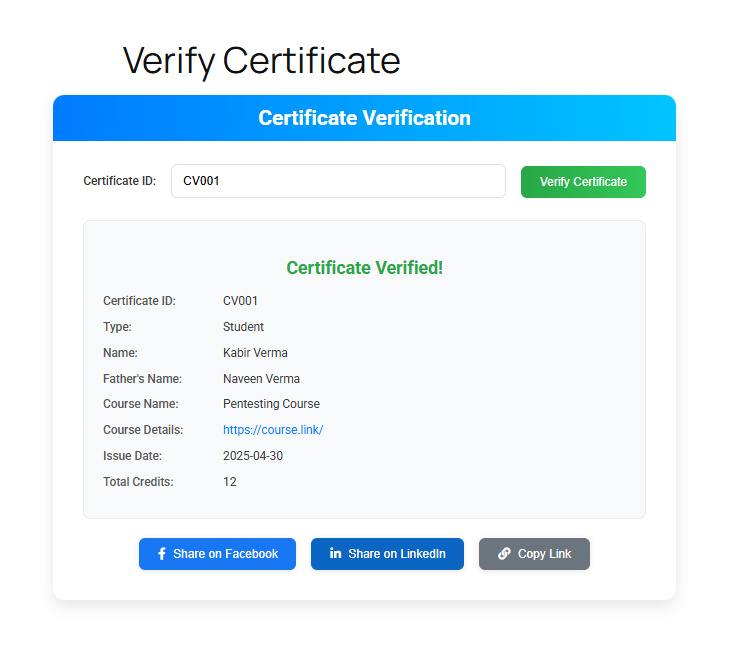 Verify Certificate
Certificate Verification
Certificate ID: CV001 Verify Certificate
Certificate Verified!
Certificate ID: CV001
Type: Student
Name: Kabir Verma
Father's Name: Naveen Verma
Course Name: Pentesting Course
Course Details: https://course.link/
Issue Date: 2025-04-30
Total Credits: 12
Share on Facebook Share on LinkedIn Copy Link